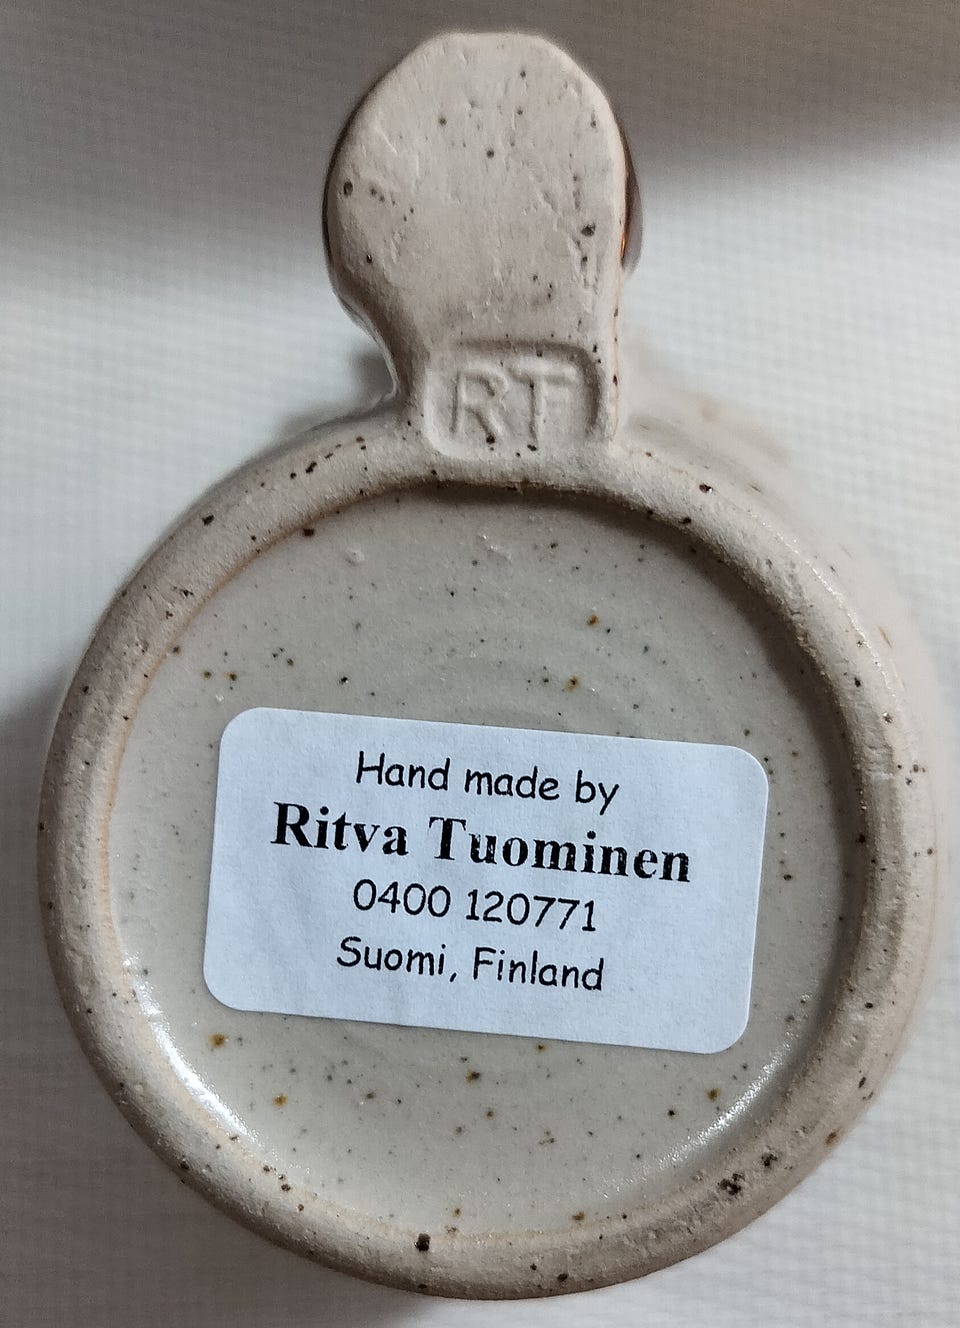 RT
Hand made by
Ritva Tuominen
0400 120771
Suomi, Finland